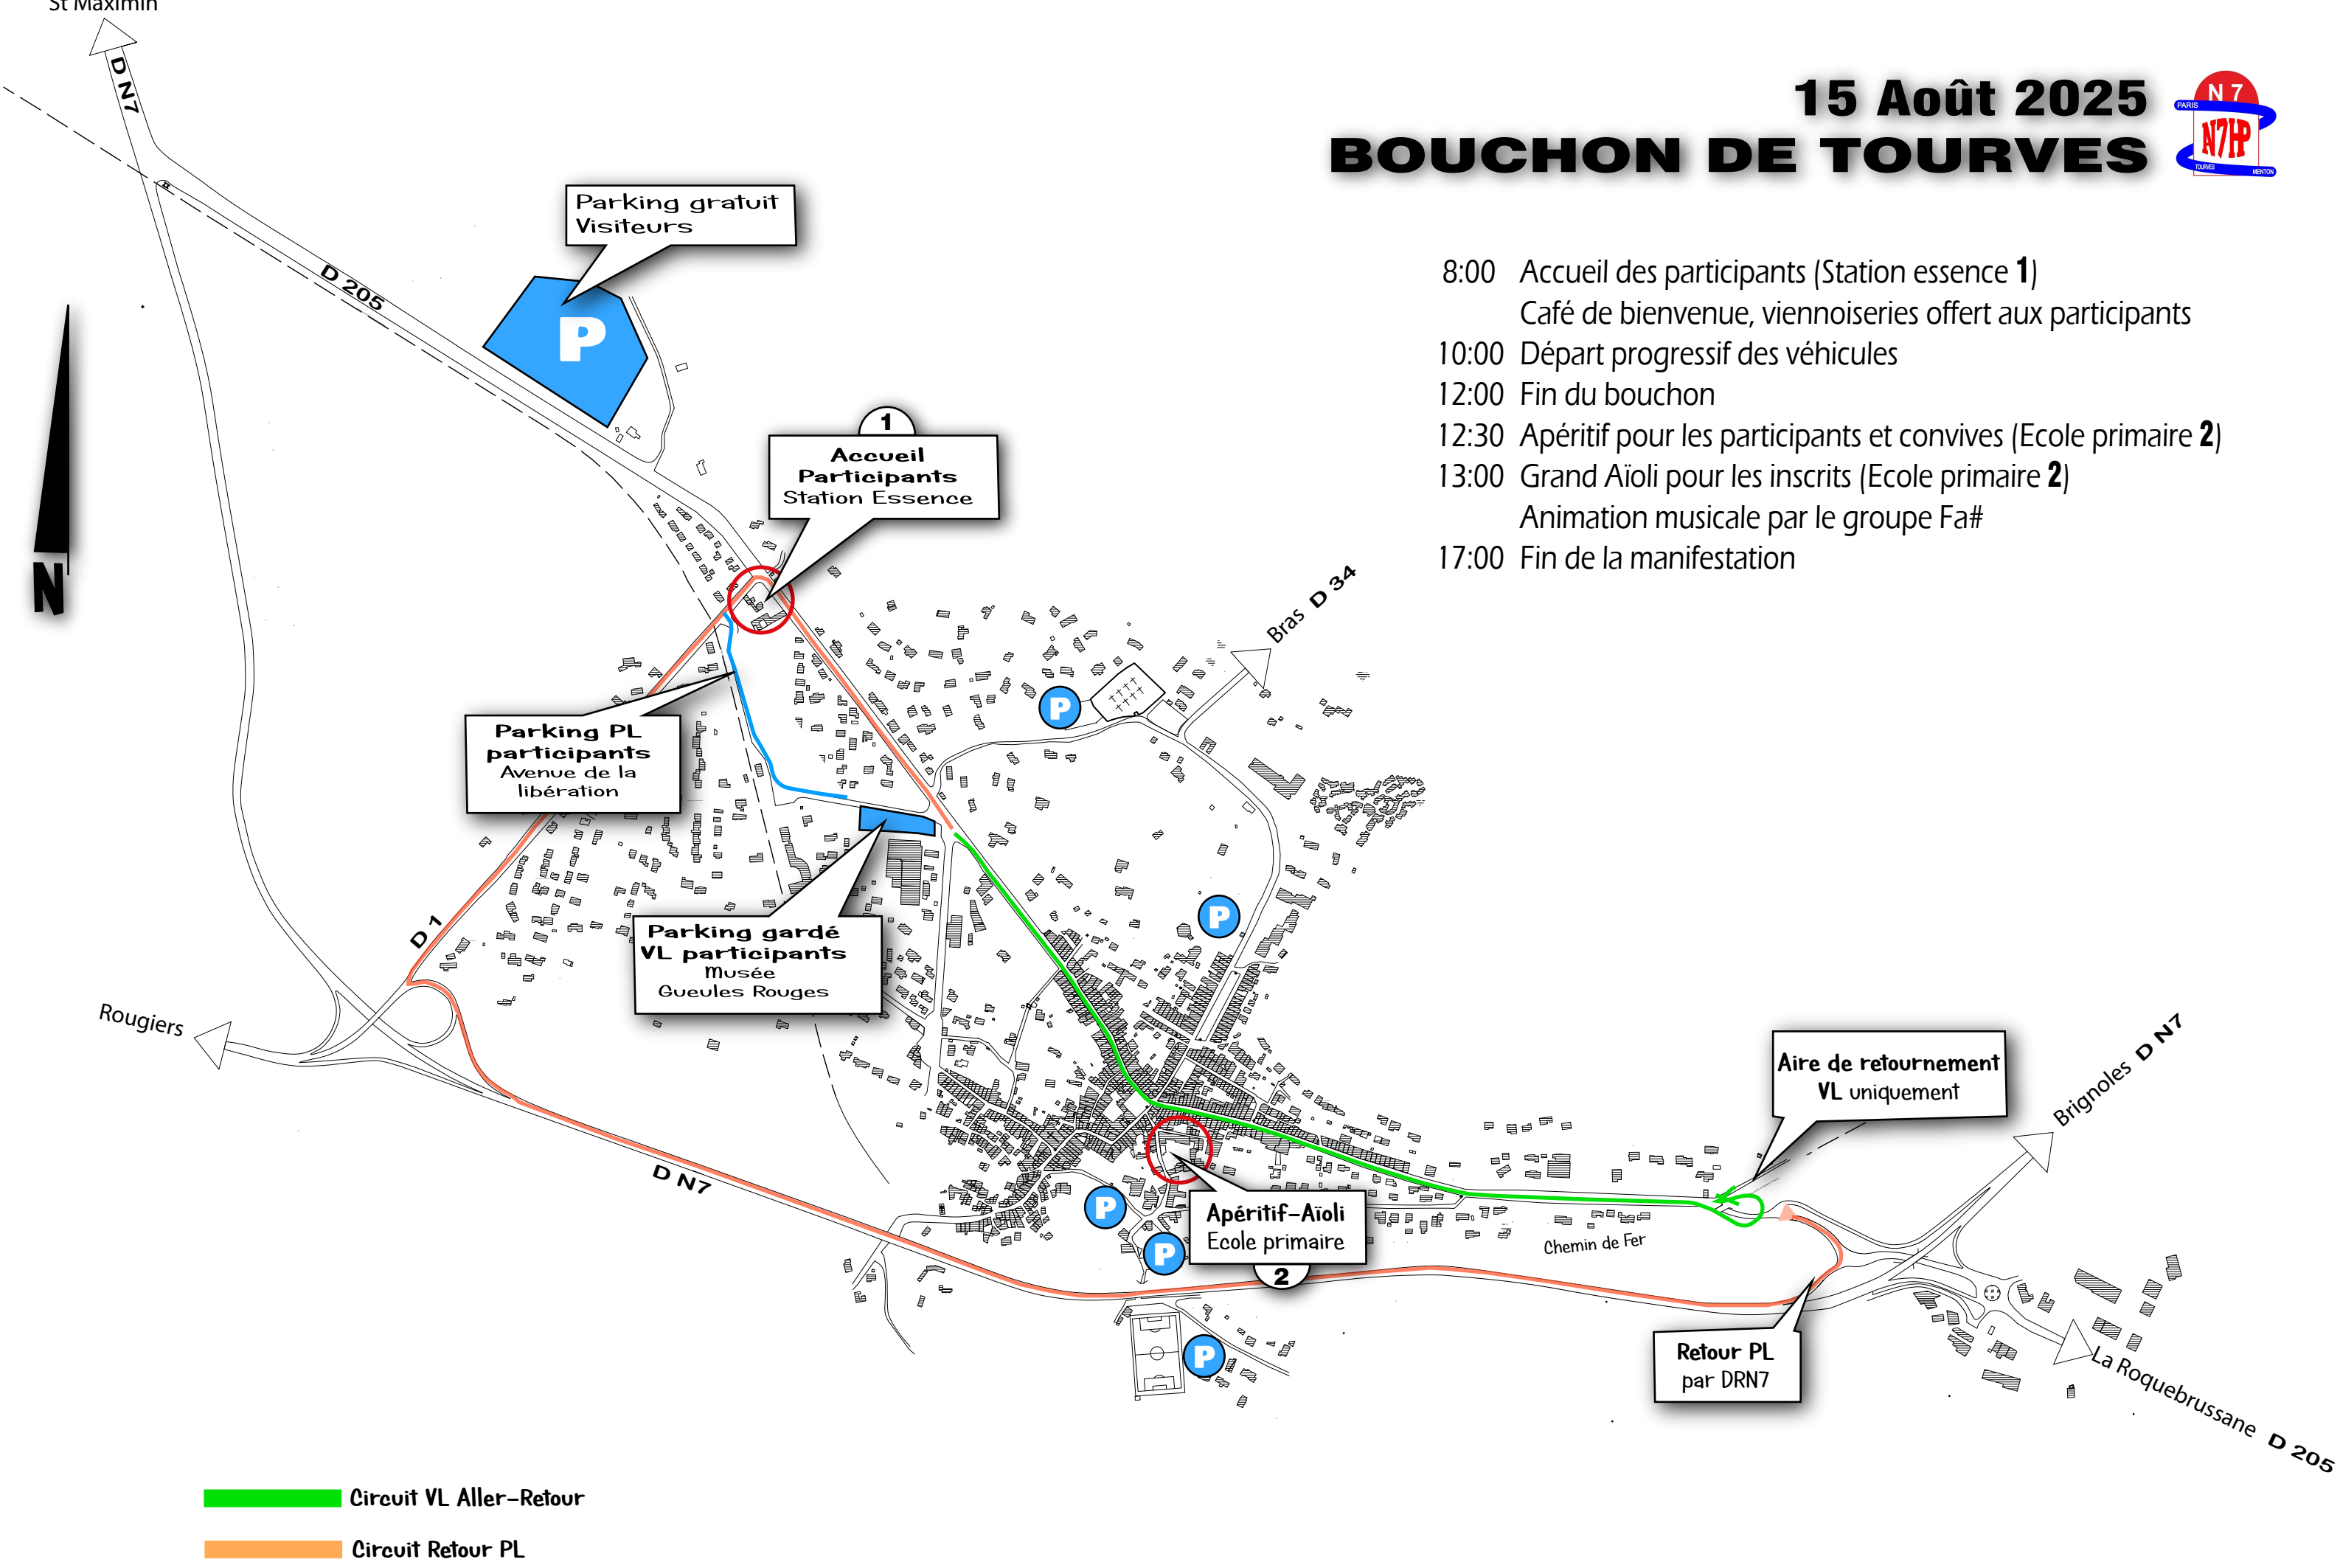 St Maximin
D N7
15 Août 2025
BOUCHON DE TOURVES
N 7
PARIS
N7HP
TOURVES
MENTON
Parking gratuit
Visiteurs
P
D 205
8:00 Accueil des participants (Station essence 1)
Café de bienvenue, viennoiseries offert aux participants
10:00 Départ progressif des véhicules
12:00 Fin du bouchon
12:30 Apéritif pour les participants et convives (Ecole primaire 2)
13:00 Grand Aïoli pour les inscrits (Ecole primaire 2)
Animation musicale par le groupe Fa#
17:00 Fin de la manifestation
1
Accueil
Participants
Station Essence
N
Bras D 34
P
Parking PL
participants
Avenue de la
libération
P
D 1
Parking gardé
VL participants
Musée
Gueules Rouges
Rougiers
Brignoles D N7
Aire de retournement
VL uniquement
D N7
P
P
Apéritif-Aïoli
Ecole primaire
2
Chemin de Fer
P
Retour PL
par DRN7
La Roquebrussane D 205
Circuit VL Aller-Retour
Circuit Retour PL